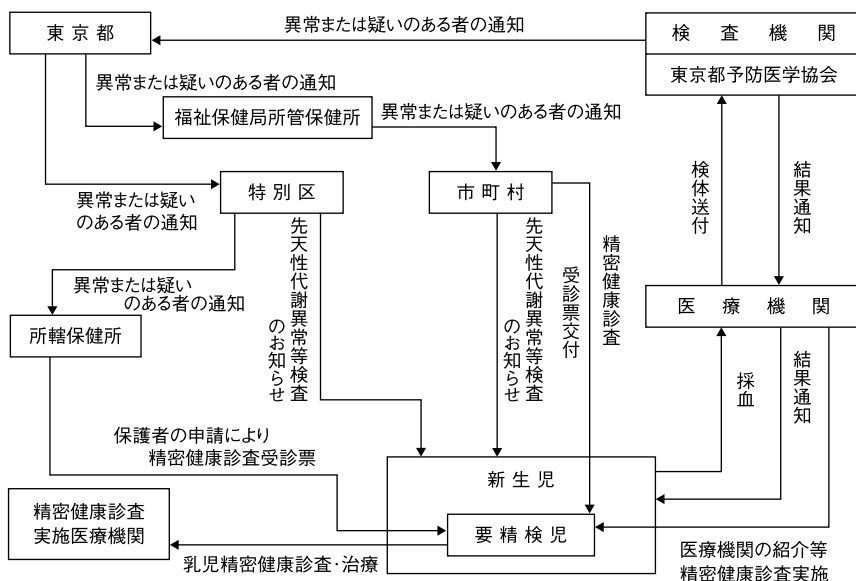 東京都
異常または疑いのある者の通知
検査機関
東京都予防医学協会
異常または疑いのある者の通知
福祉保健局所管保健所
異常または疑いのある者の通知
特別区
市町村
異常または疑い
のある者の通知
検体送付
結果通知
先天性代謝異常等検査
のお知らせ
先天性代謝異常等検査
のお知らせ
精密健康診査
受診票交付
異常または疑い
のある者の通知
所轄保健所
医療機関
採血
結果通知
保護者の申請により
精密健康診査受診票
新生児
要精検児
精密健康診査
実施医療機関
乳児精密健康診査・治療
医療機関の紹介等
精密健康診査実施